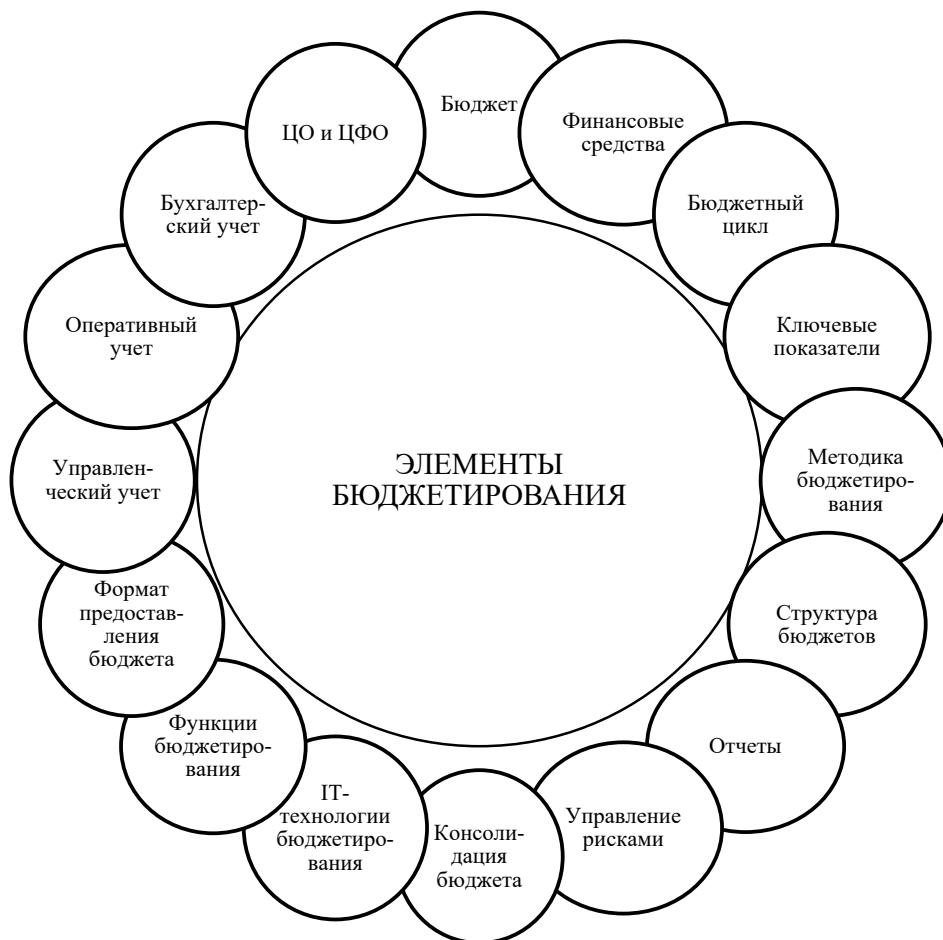 ЭЛЕМЕНТЫ
БЮДЖЕТИРОВАНИЯ
Бюджет
Финансовые
средства
Бюджетный
цикл
Ключевые
показатели
Методика
бюджетиро-
вания
Структура
бюджетов
Отчеты
Управление
рисками
Консоли-
дация
бюджета
IT-
технологии
бюджетиро-
вания
Функции
бюджетиро-
вания
Формат
предостав-
ления
бюджета
Управлен-
ческий учет
Оперативный
учет
Бухгалтер-
ский учет
ЦО и ЦФО